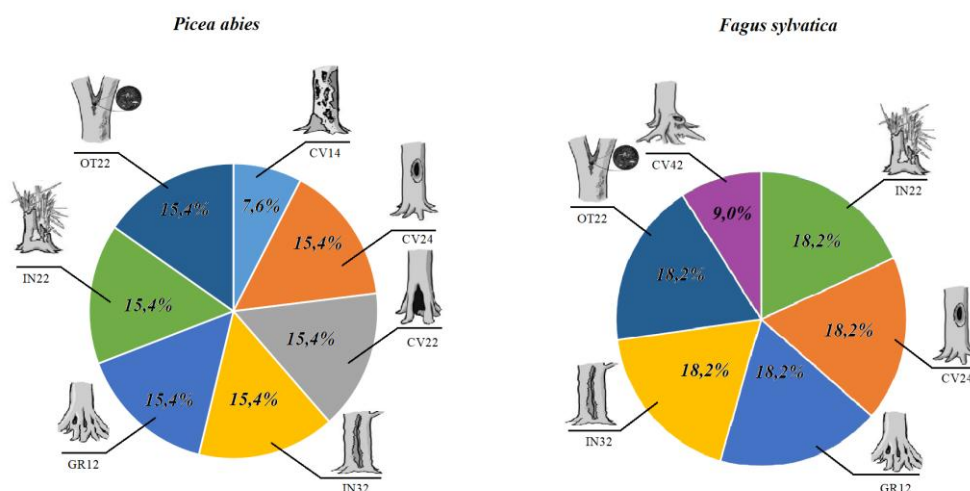 Picea abies
OT22
CV14
7,6%
15,4%
CV24
15,4%
IN22
15,4%
CV22
15,4%
15,4%
15,4%
GR12
IN32
Fagus sylvatica
CV42
OT22
IN22
9,0%
18,2%
18,2%
18,2%
CV24
18,2%
18,2%
IN32
GR12